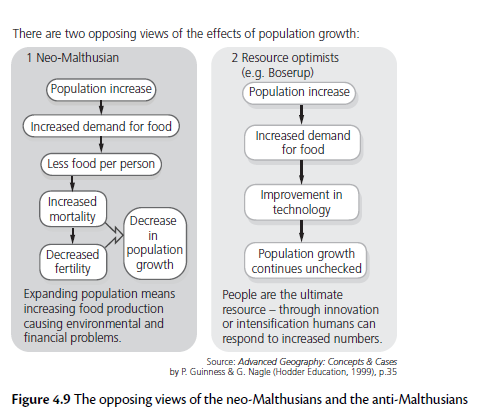 There are two opposing views of the effects of population growth:
1 Neo-Malthusian
Population increase
Increased demand for food
Less food per person
Increased
mortality
Decreased
fertility
Decrease
in
population
growth
Expanding population means
increasing food production
causing environmental and
financial problems.
2 Resource optimists
(e.g. Boserup)
Population increase
Increased demand
for food
Improvement in
technology
Population growth
continues unchecked
People are the ultimate
resource – through innovation
or intensification humans can
respond to increased numbers.
Source: Advanced Geography: Concepts & Cases
by P. Guinness & G. Nagle (Hodder Education, 1999), p.35
Figure 4.9 The opposing views of the neo-Malthusians and the anti-Malthusians